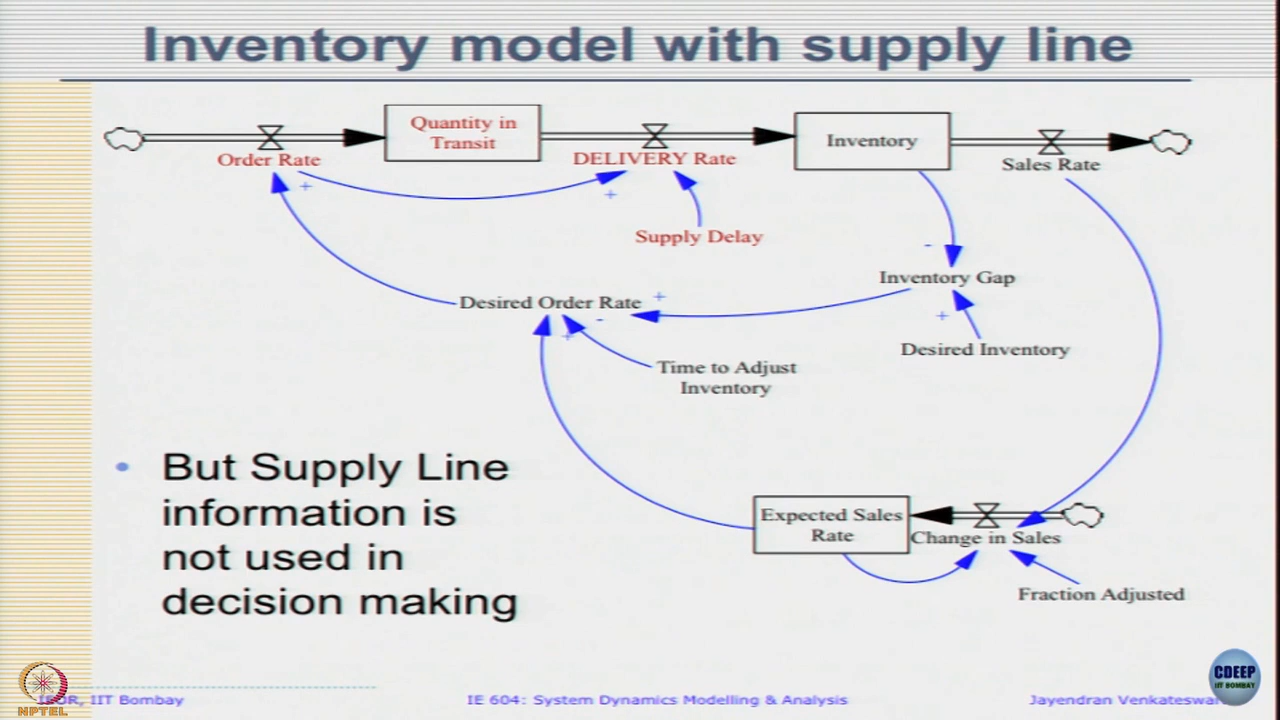 Inventory model with supply line
Quantity in
Transit
Inventory
Order Rate
DELIVERY Rate
Sales Rate
+
+
Supply Delay
-
Inventory Gap
Desired Order Rate
+
-
+
+
Desired Inventory
Time to Adjust
Inventory
• But Supply Line
information is
not used in
decision making
Expected Sales
Rate
Change in Sales
Fraction Adjusted
CDEEP
IIT BOMBAY
IIT Bombay
IE 604: System Dynamics Modelling & Analysis
Jayendran
NPTEL